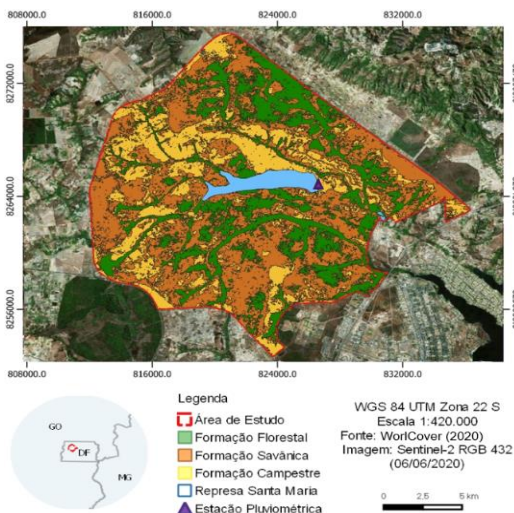 808000.0 816000.0 824000.0 832000.0
8272000.0
8264000.0
8256000.0
808000.0 816000.0 824000.0 832000.0
GO
DF
MG
Legenda
Área de Estudo
Formação Florestal
Formação Savânica
Formação Campestre
Represa Santa Maria
Estação Pluviométrica
WGS 84 UTM Zona 22 S
Escala 1:420.000
Fonte: WorlCover (2020)
Imagem: Sentinel-2 RGB 432
(06/06/2020)
0 2.5 5 km